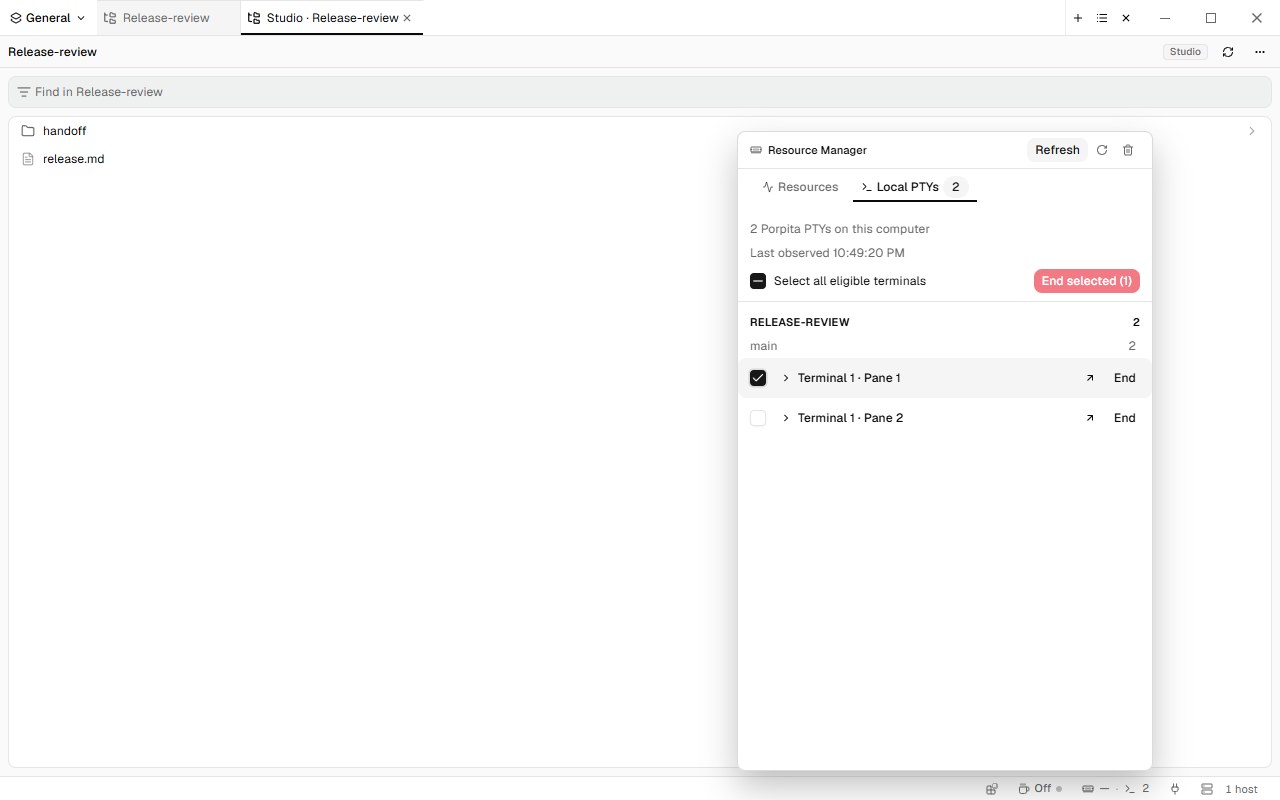 General
Release-review
Studio · Release-review
Release-review
Studio
Find in Release-review
handoff
release.md
Resource Manager
Refresh
Resources
Local PTYs 2
2 Porpita PTYs on this computer
Last observed 10:49:20 PM
Select all eligible terminals
End selected (1)
RELEASE-REVIEW 2
main 2
Terminal 1 · Pane 1 End
Terminal 1 · Pane 2 End
Off — · 2 1 host